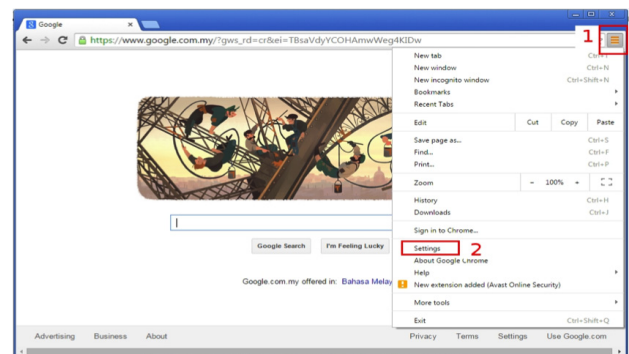 Google
1
https://www.google.com.my/?gws_rd=cr&ei=TBsaVdyYCOHAmwWeg4KIDw
New tab Ctrl+T
New window Ctrl+N
New incognito window Ctrl+Shift+N
Bookmarks
Recent Tabs
Edit Cut Copy Paste
Save page as... Ctrl+S
Find... Ctrl+F
Print... Ctrl+P
Zoom - 100% +
History Ctrl+H
Downloads Ctrl+J
Sign in to Chrome...
Settings 2
About Google Chrome
Help
New extension added (Avast Online Security)
More tools
Exit Ctrl+Shift+Q
Google Search I'm Feeling Lucky
Google.com.my offered in: Bahasa Melay
Advertising Business About Privacy Terms Settings Use Google.com